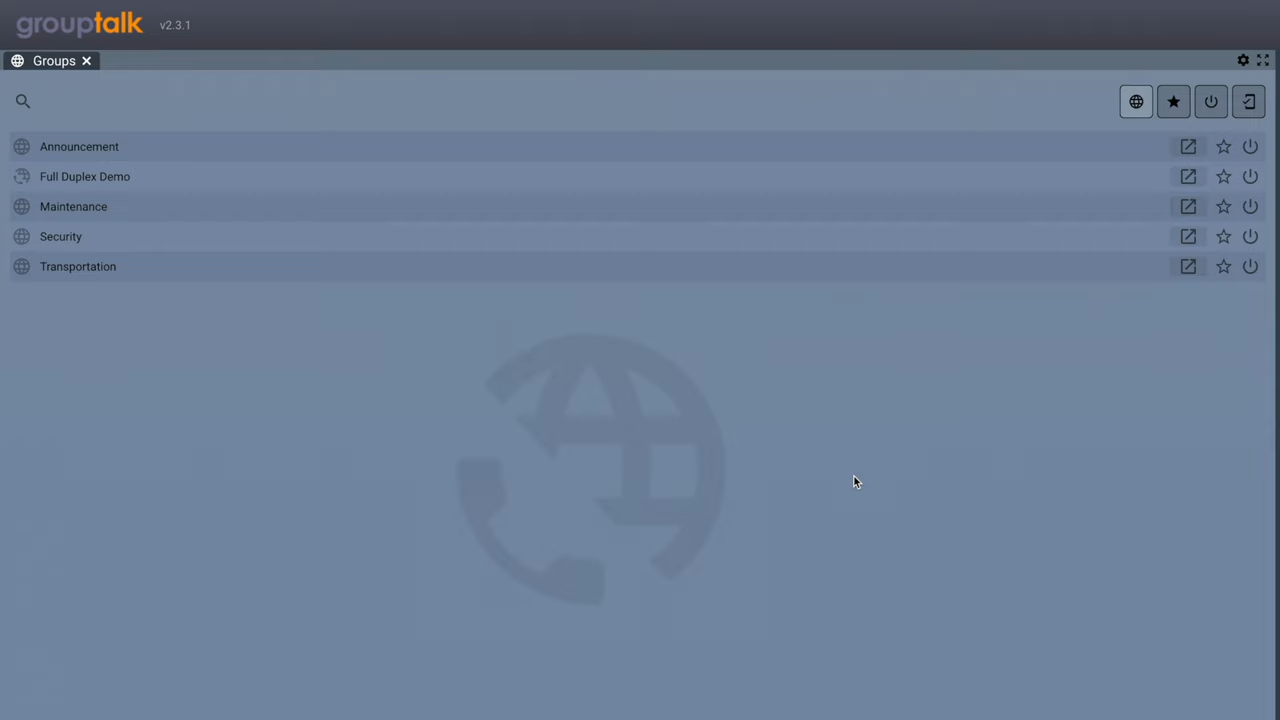 grouptalk v2.3.1
Groups
Announcement
Full Duplex Demo
Maintenance
Security
Transportation